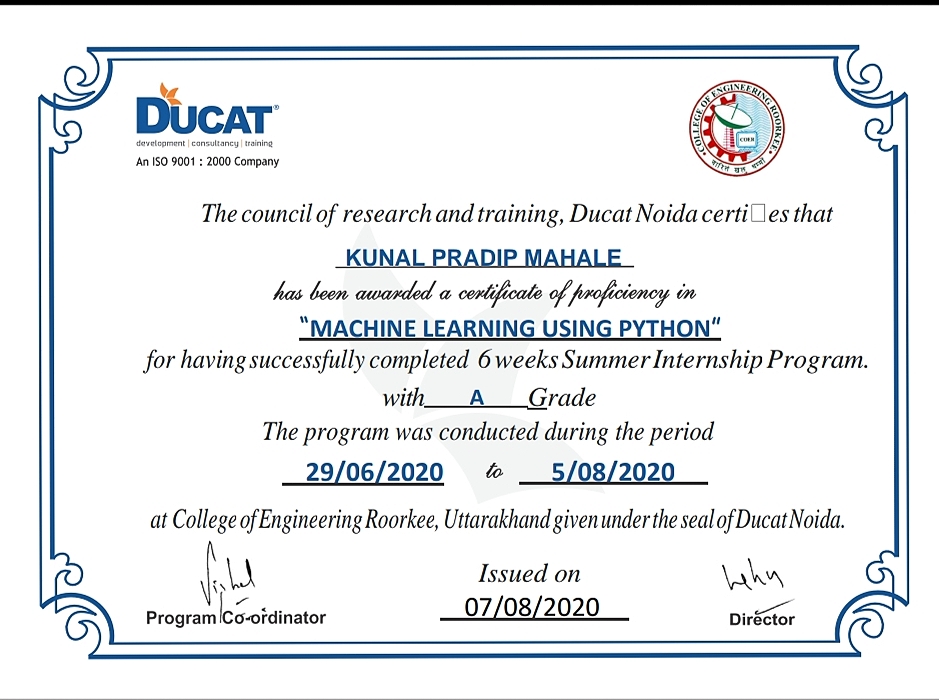 DUCAT®
development | consultancy | training
An ISO 9001 : 2000 Company
COLLEGE OF ENGINEERING ROORKEE
COER
The council of research and training, Ducat Noida certi□es that
KUNAL PRADIP MAHALE
has been awarded a certificate of proficiency in
"MACHINE LEARNING USING PYTHON"
for having successfully completed 6 weeks Summer Internship Program.
with A Grade
The program was conducted during the period
29/06/2020 to 5/08/2020
at College of Engineering Roorkee, Uttarakhand given under the seal of Ducat Noida.
Issued on
07/08/2020
Program Co-ordinator
Director